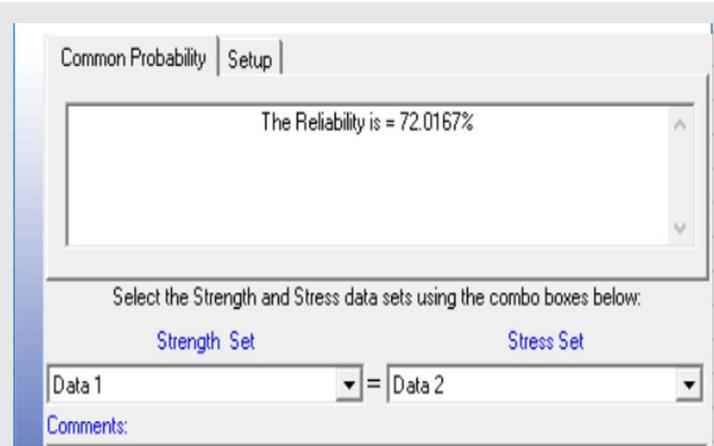 Common Probability Setup
The Reliability is = 72.0167%
Select the Strength and Stress data sets using the combo boxes below:
Strength Set Stress Set
Data 1 = Data 2
Comments: